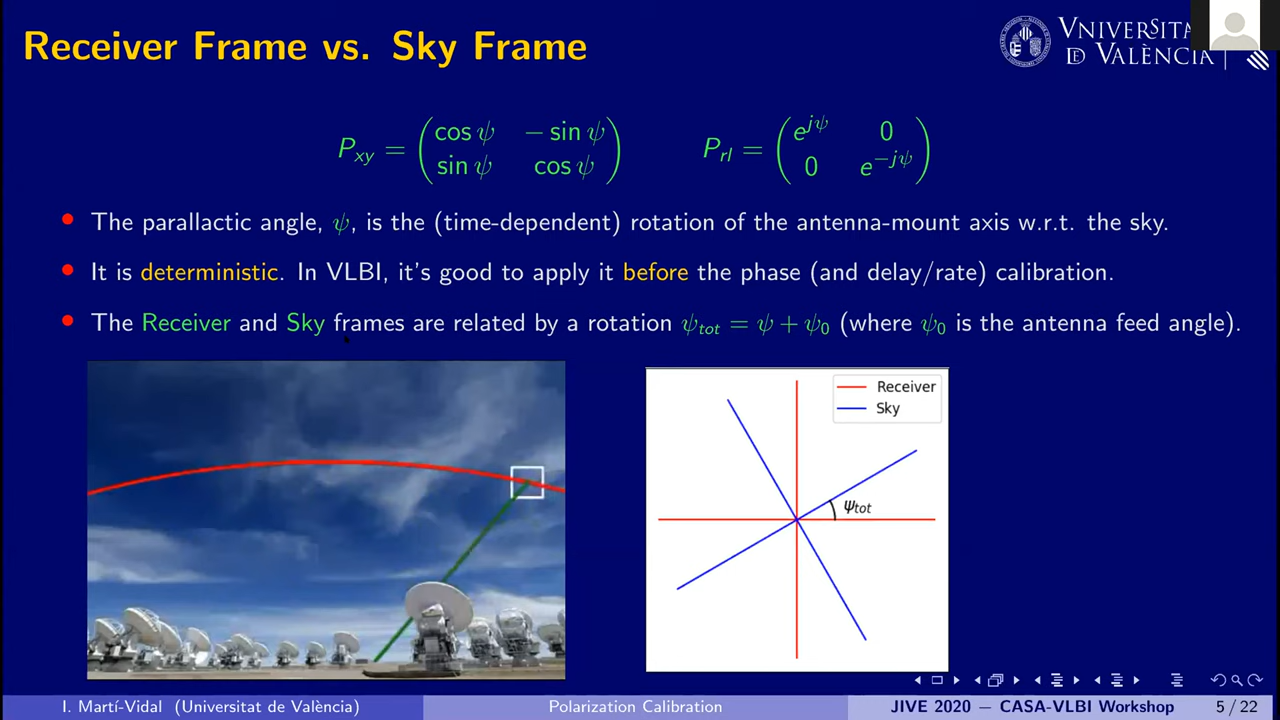 Receiver Frame vs. Sky Frame
VNIVERSITAT
DE VALÈNCIA
P_xy = ( cos ψ − sin ψ
sin ψ cos ψ )
P_rl = ( e^{jψ} 0
0 e^{−jψ} )
The parallactic angle, ψ, is the (time-dependent) rotation of the antenna-mount axis w.r.t. the sky.
It is deterministic. In VLBI, it's good to apply it before the phase (and delay/rate) calibration.
The Receiver and Sky frames are related by a rotation ψ_tot = ψ + ψ_0 (where ψ_0 is the antenna feed angle).
Receiver
Sky
ψ_tot
I. Martí-Vidal (Universitat de València)
Polarization Calibration
JIVE 2020 – CASA-VLBI Workshop
5 / 22